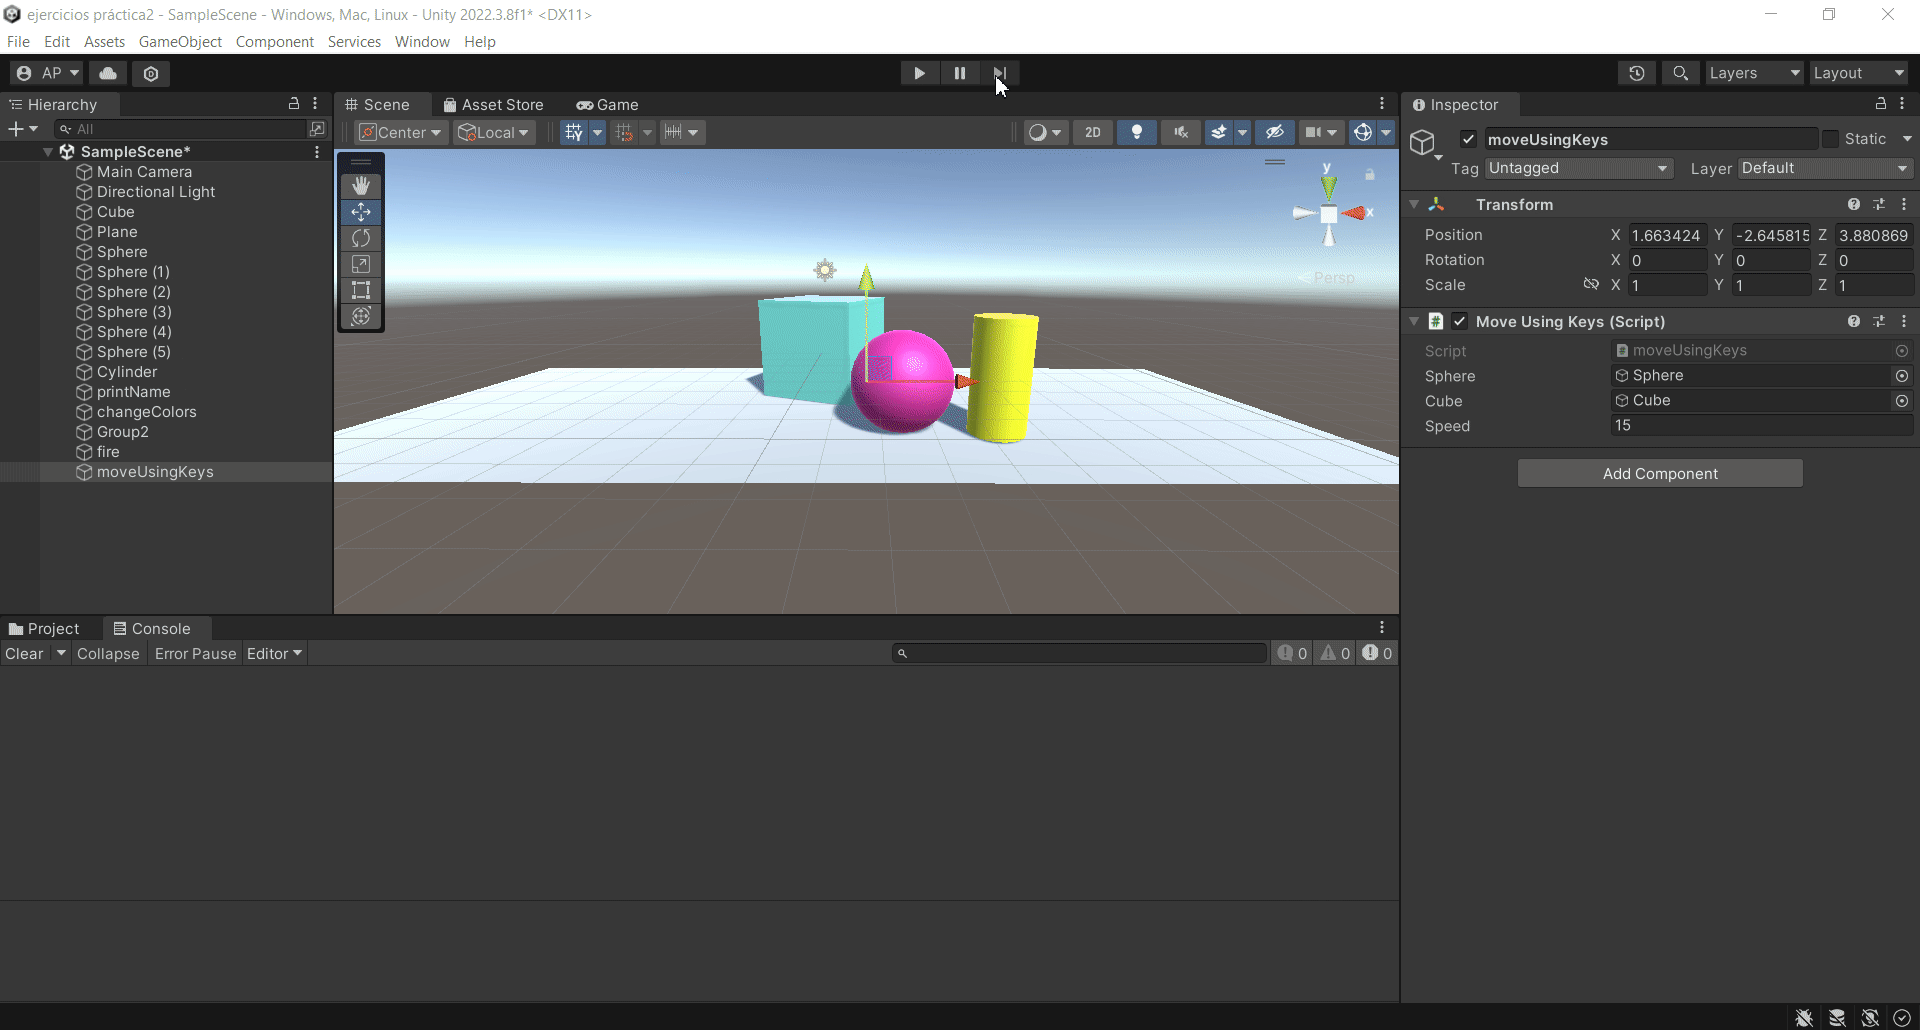 ejercicios práctica2 - SampleScene - Windows, Mac, Linux - Unity 2022.3.8f1* <DX11>
File Edit Assets GameObject Component Services Window Help
AP Layers Layout
Hierarchy
All
SampleScene*
Main Camera
Directional Light
Cube
Plane
Sphere
Sphere (1)
Sphere (2)
Sphere (3)
Sphere (4)
Sphere (5)
Cylinder
printName
changeColors
Group2
fire
moveUsingKeys
Scene Asset Store Game
Center Local 2D
y
x
Persp
Inspector
moveUsingKeys Static
Tag Untagged Layer Default
Transform
Position X 1.663424 Y -2.645815 Z 3.880869
Rotation X 0 Y 0 Z 0
Scale X 1 Y 1 Z 1
# Move Using Keys (Script)
Script # moveUsingKeys
Sphere Sphere
Cube Cube
Speed 15
Add Component
Project Console
Clear Collapse Error Pause Editor 0 0 0